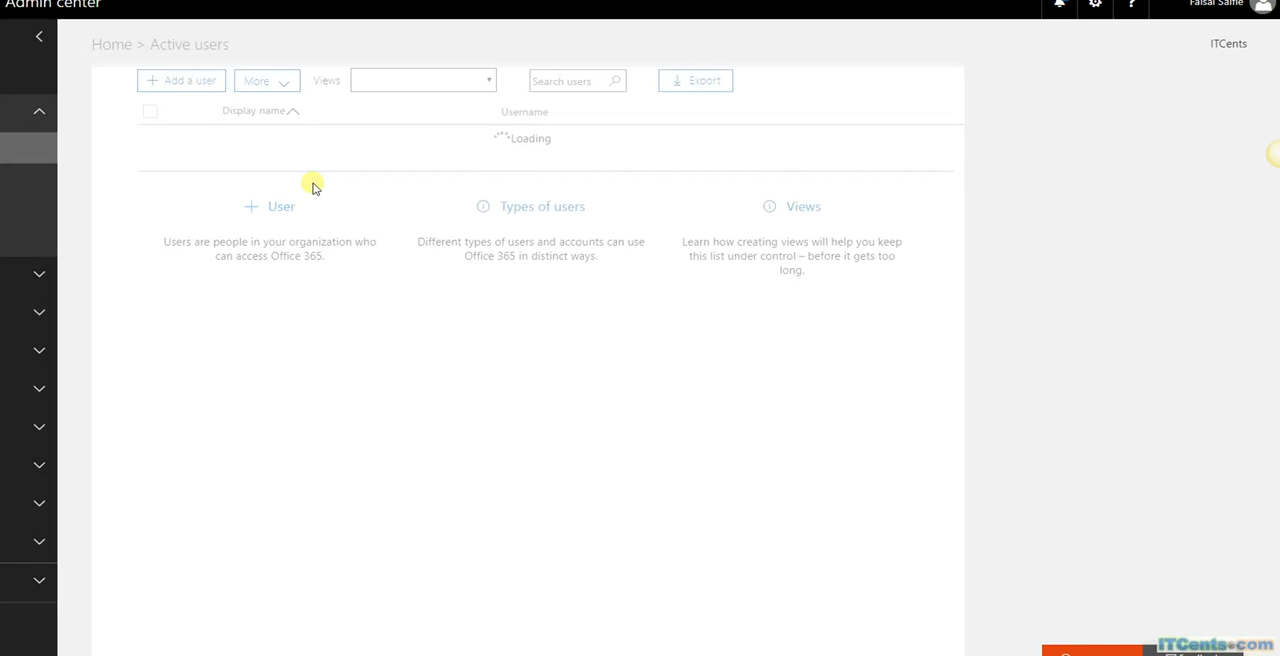 Admin center
Faisal Saifie
Home > Active users
ITCents
Add a user
More
Views
Search users
Export
Display name
Username
Loading
User
Types of users
Views
Users are people in your organization who
can access Office 365.
Different types of users and accounts can use
Office 365 in distinct ways.
Learn how creating views will help you keep
this list under control – before it gets too
long.
ITCents.com